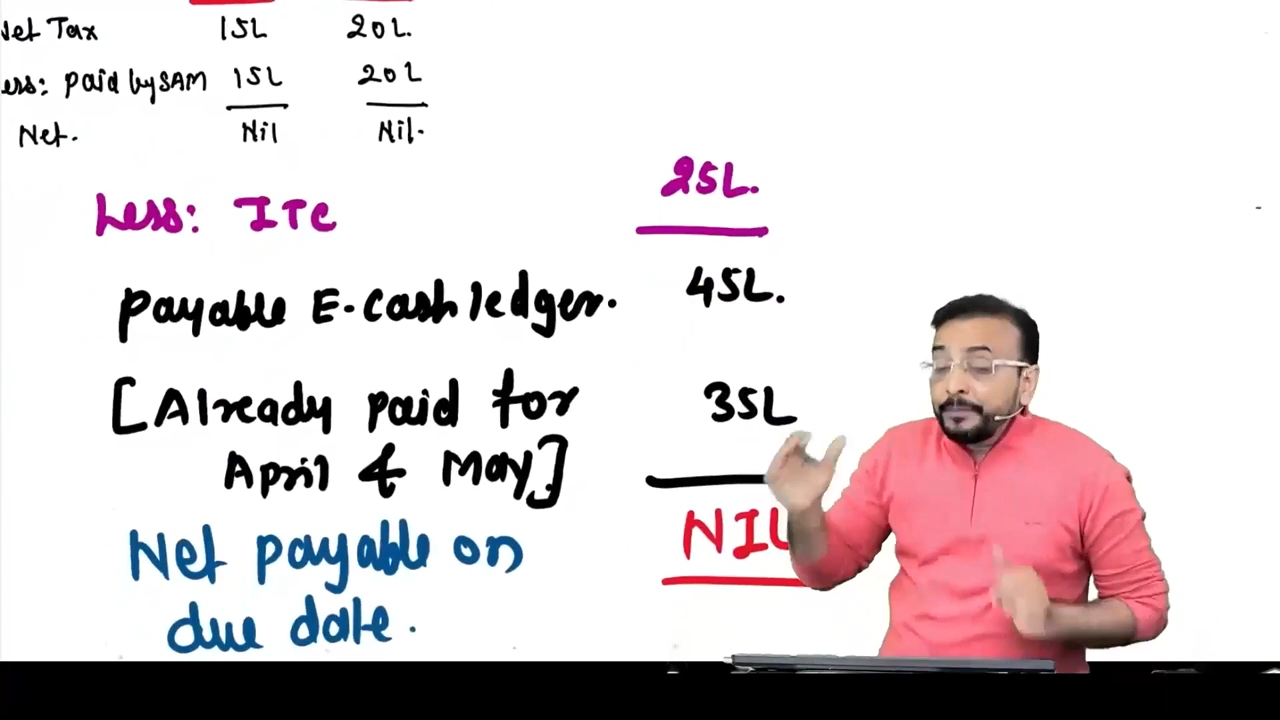 Net Tax 15L 20L.
ess: paid by SAM 15L 20L
Net. Nil Nil.
25L.
Less: ITC
payable E-cash ledger. 45L.
[Already paid for 35L
April & May]
Net payable on NIL
due date.